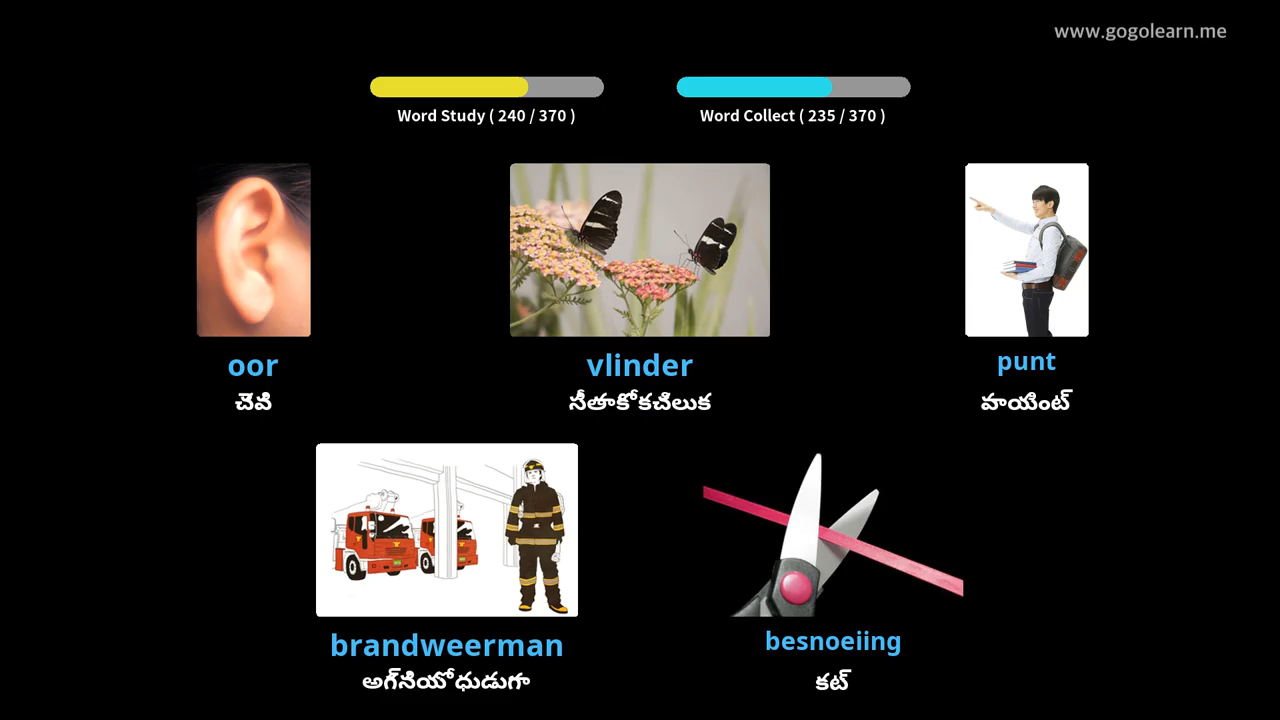 www.gogolearn.me
Word Study ( 240 / 370 )
Word Collect ( 235 / 370 )
oor
చెవి
vlinder
సీతాకోకచిలుక
punt
పాయింట్
brandweerman
అగ్నియోధుడుగా
besnoeiing
కట్